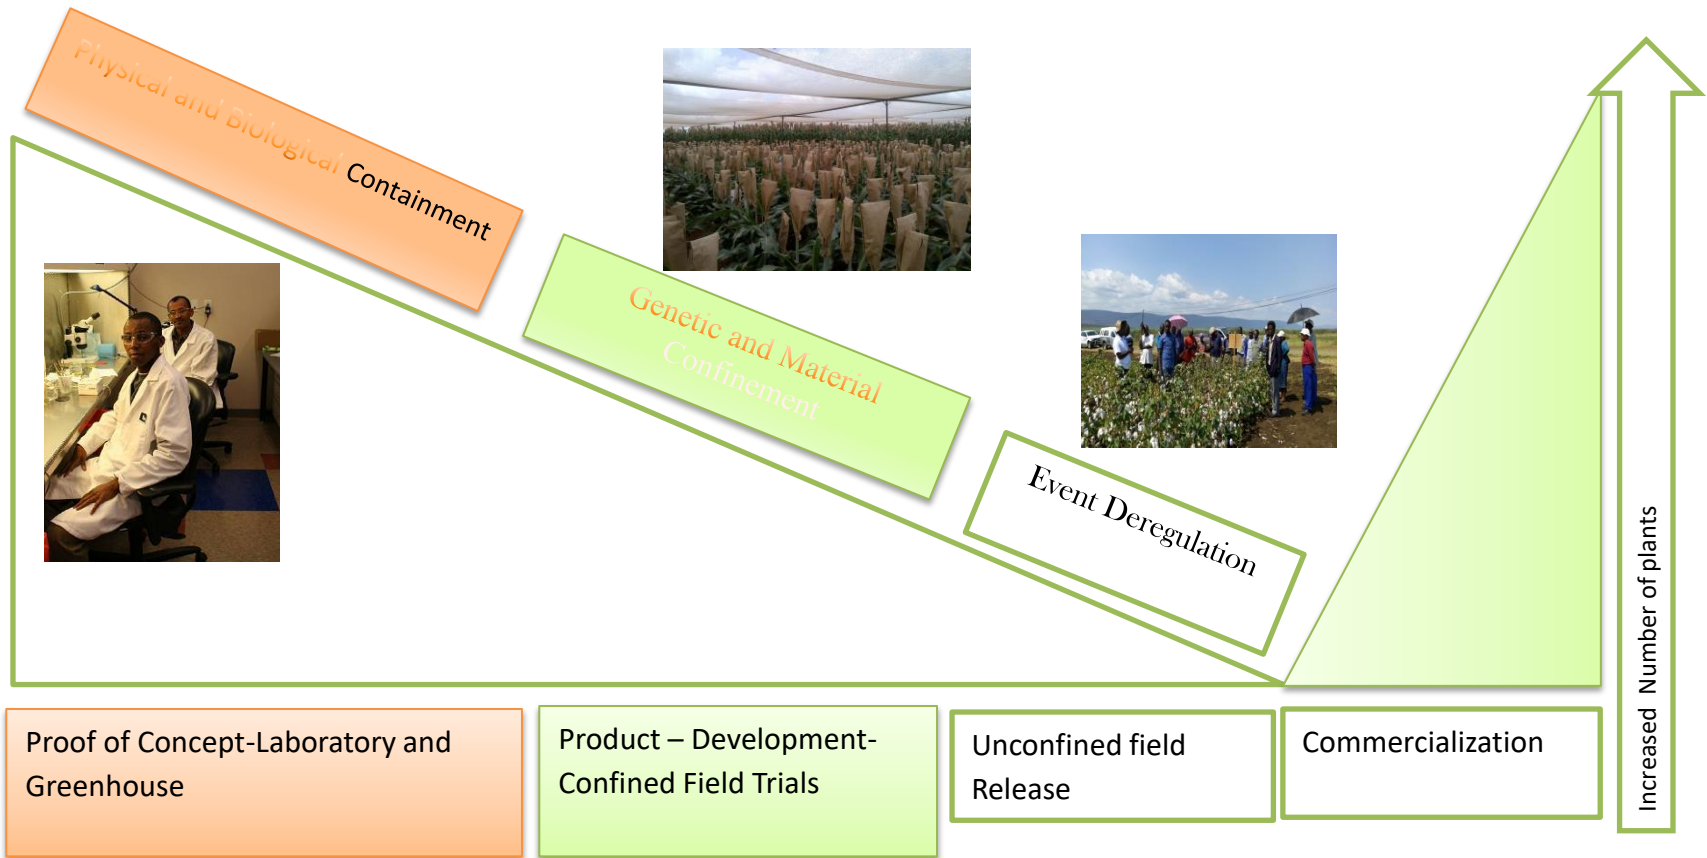 Physical and Biological Containment
Genetic and Material
Confinement
Event Deregulation
Increased Number of plants
Proof of Concept-Laboratory and
Greenhouse
Product – Development-
Confined Field Trials
Unconfined field
Release
Commercialization